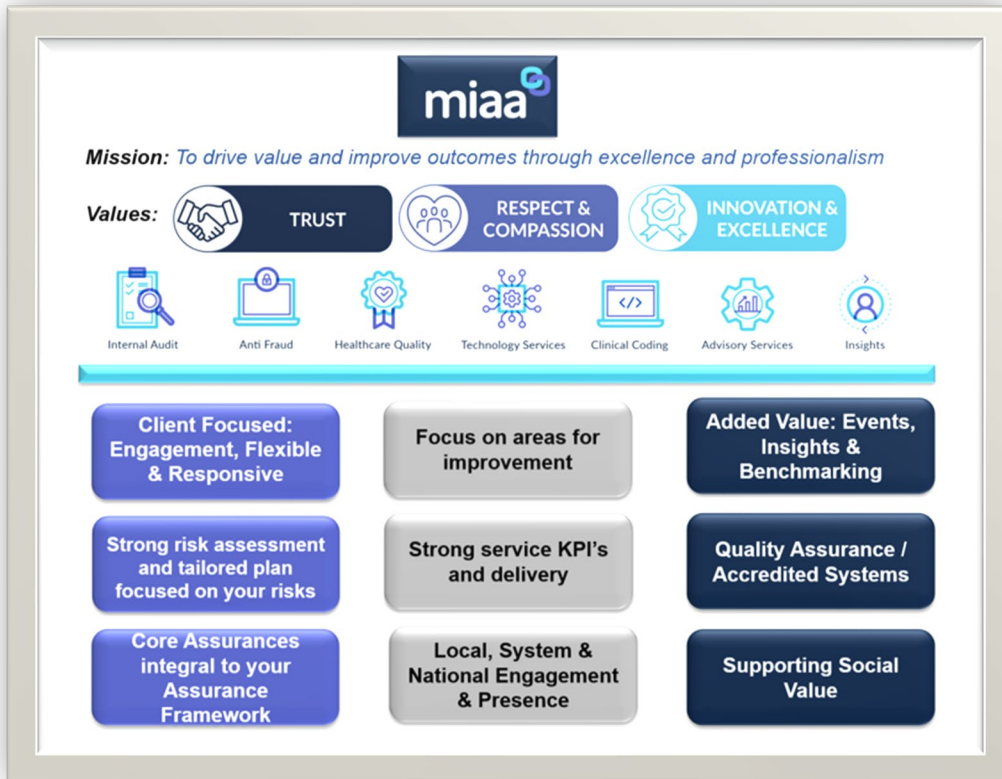 miaa
Mission: To drive value and improve outcomes through excellence and professionalism
Values:
TRUST
RESPECT &
COMPASSION
INNOVATION &
EXCELLENCE
Internal Audit
Anti Fraud
Healthcare Quality
Technology Services
</>
Clinical Coding
Advisory Services
Insights
Client Focused:
Engagement, Flexible
& Responsive
Focus on areas for
improvement
Added Value: Events,
Insights &
Benchmarking
Strong risk assessment
and tailored plan
focused on your risks
Strong service KPI's
and delivery
Quality Assurance /
Accredited Systems
Core Assurances
integral to your
Assurance
Framework
Local, System &
National Engagement
& Presence
Supporting Social
Value